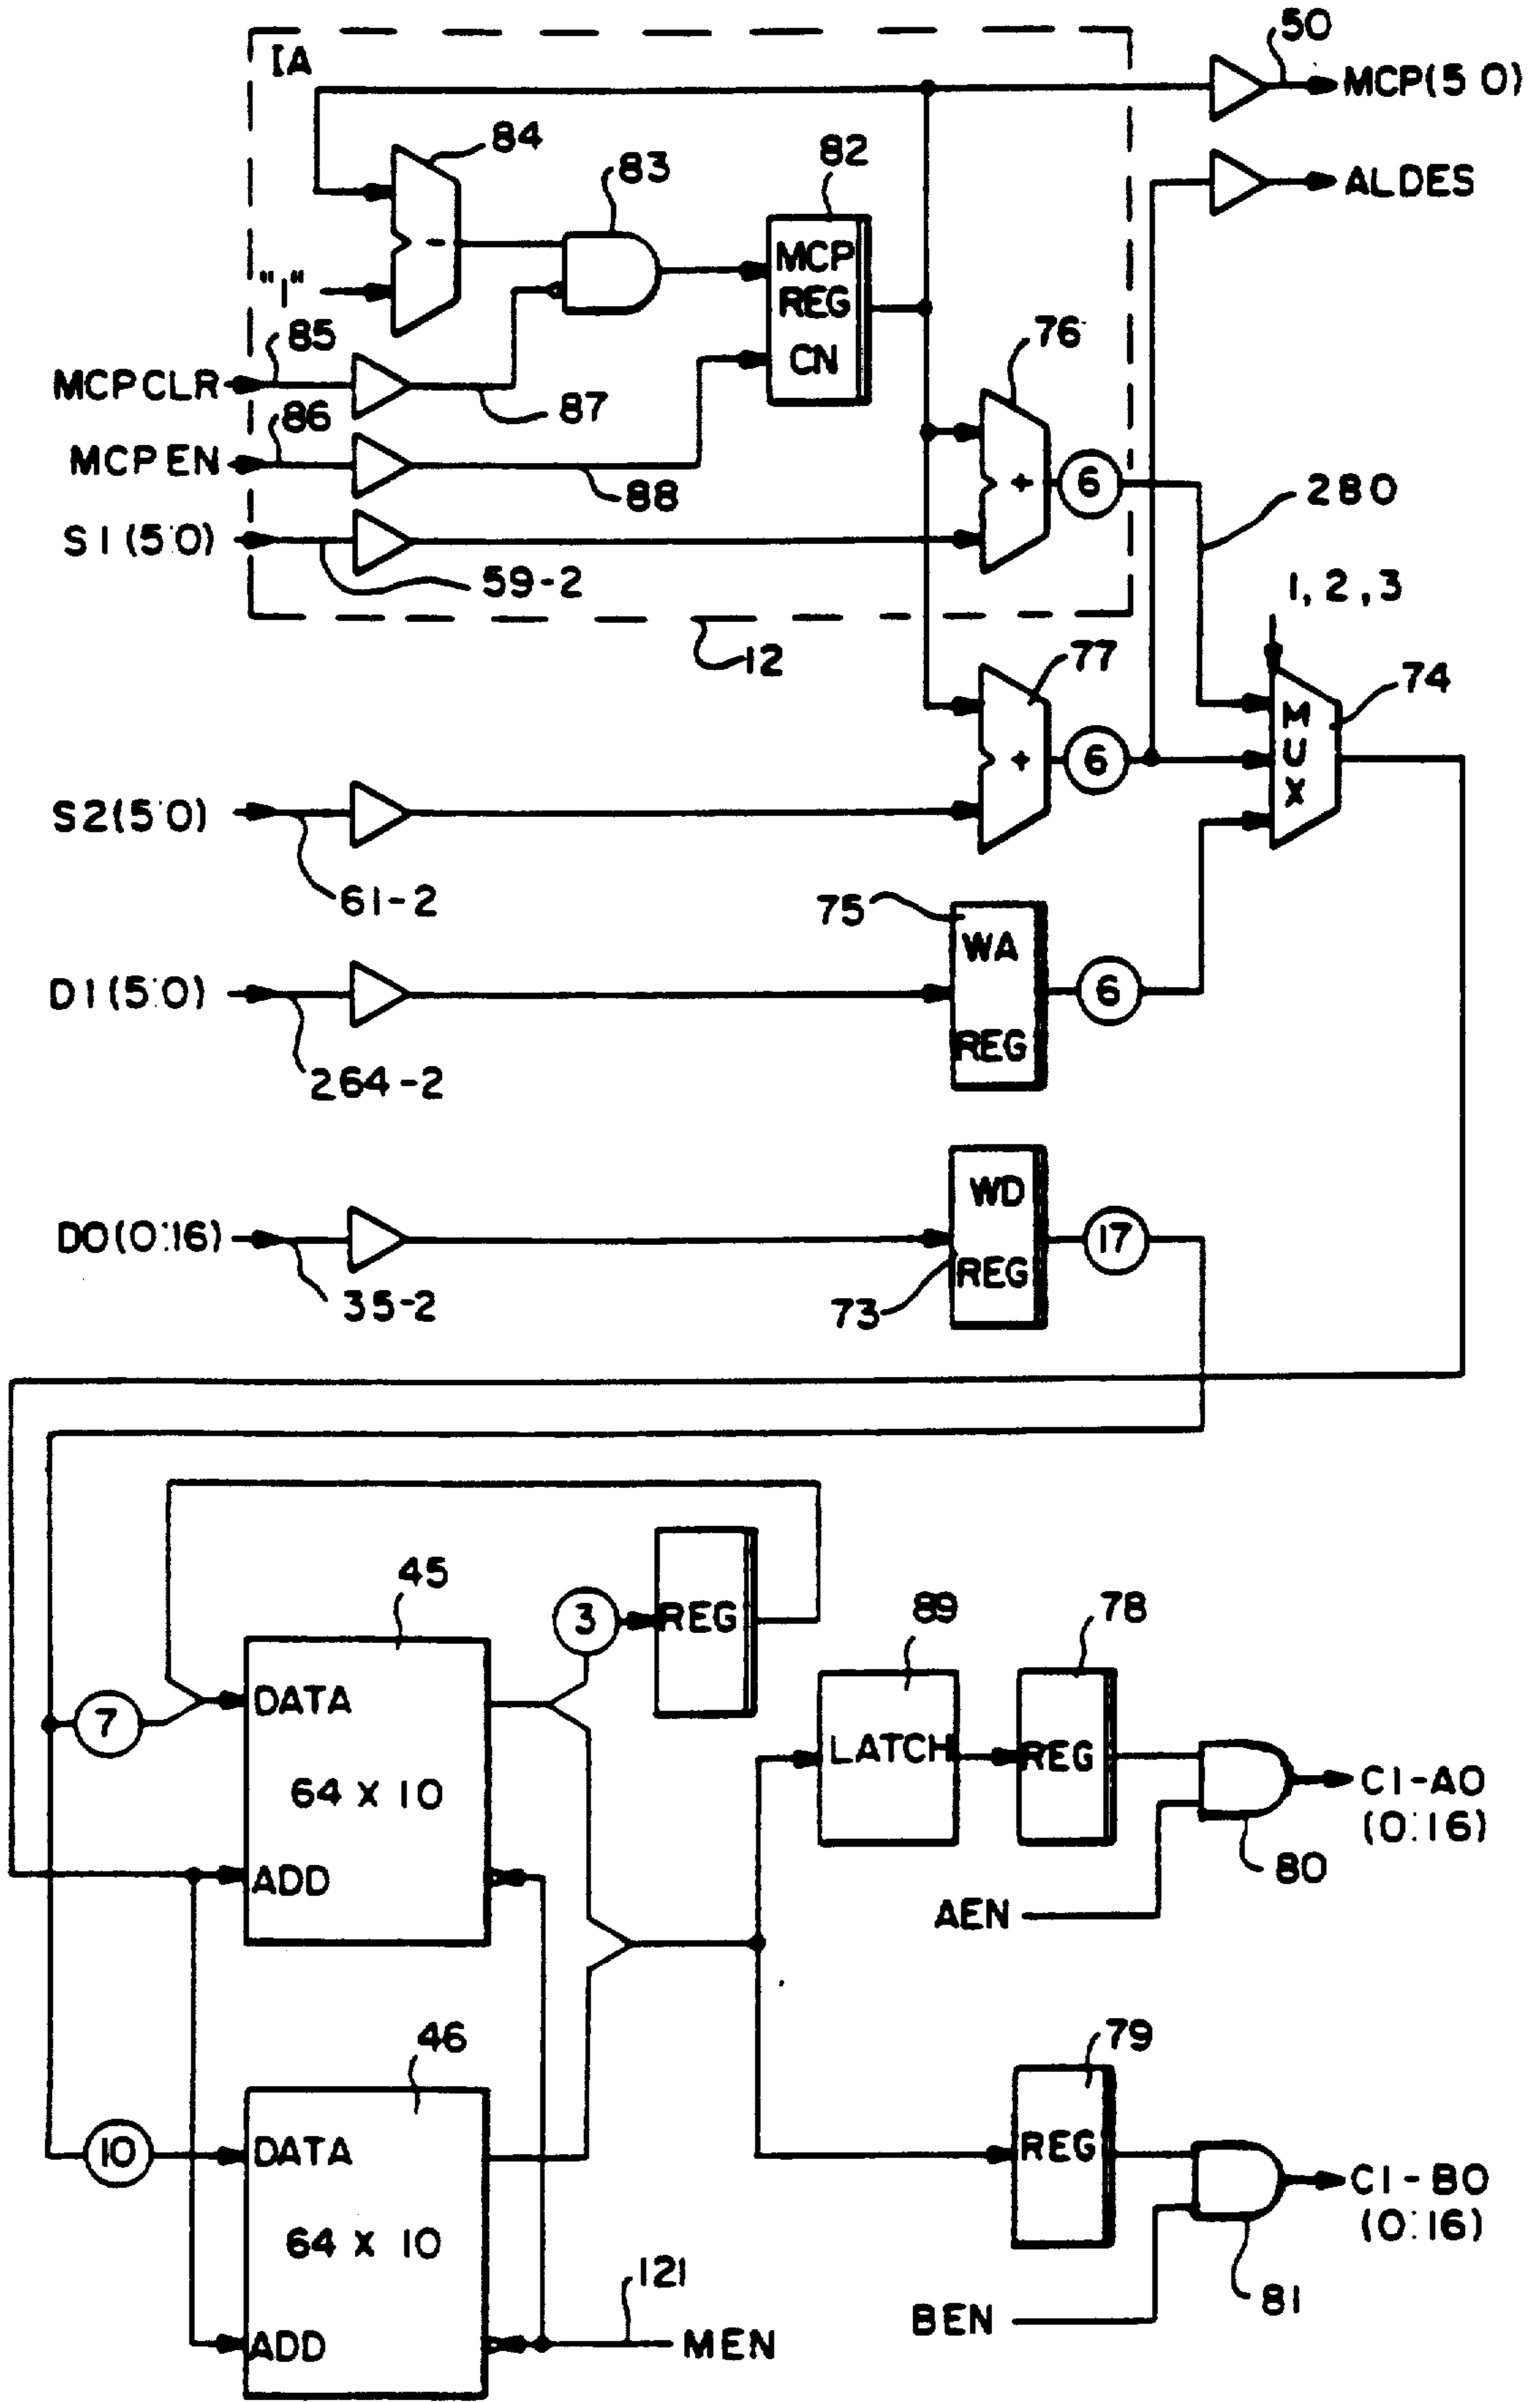 50
IA
MCP(5 0)
84
83
82
ALDES
MCP
REG
CN
-
"1"
85
76
MCPCLR
87
86
MCPEN
88
+
6
280
S1(5:0)
59-2
1,2,3
12
77
74
MUX
+
6
S2(5:0)
61-2
75
WA
REG
D1(5:0)
6
264-2
WD
REG
D0(0:16)
17
35-2
73
45
3
REG
89
78
7
DATA
LATCH
REG
64 X 10
C1-A0
(0:16)
ADD
80
AEN
46
79
10
DATA
REG
C1-B0
(0:16)
64 X 10
121
81
BEN
ADD
MEN